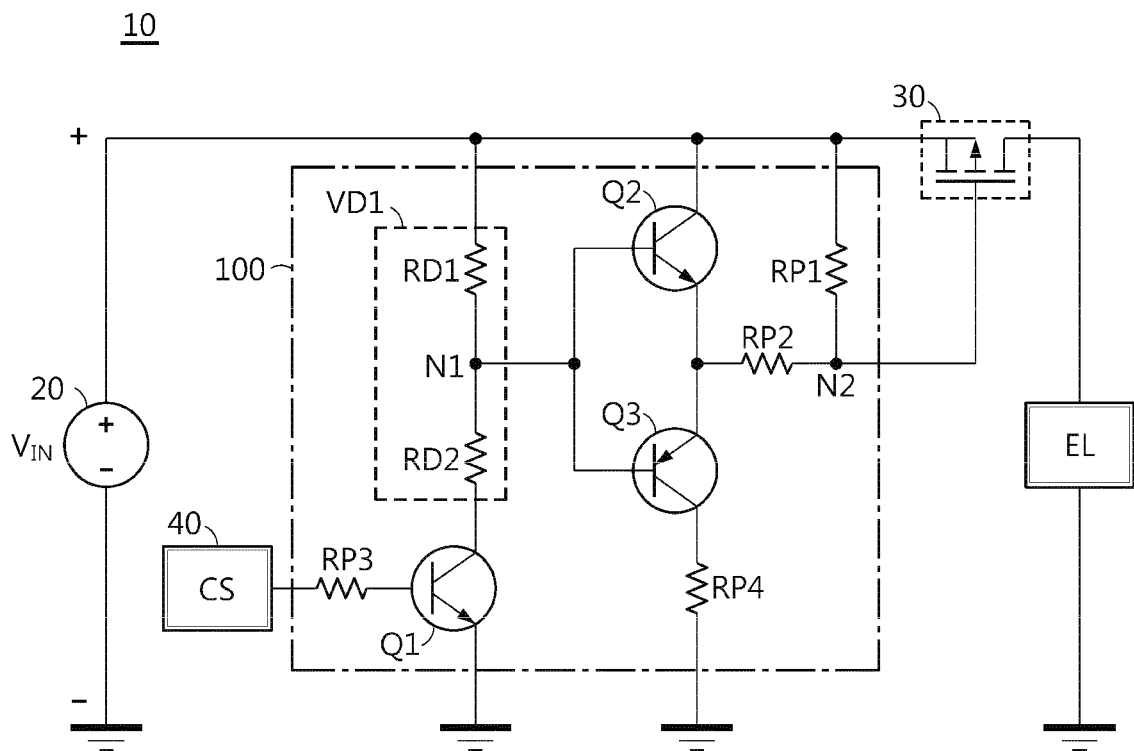 10
30
+
VD1
Q2
100
RD1
RP1
N1
RP2
N2
20
+
VIN
-
Q3
RD2
EL
40
CS
RP3
Q1
RP4
-